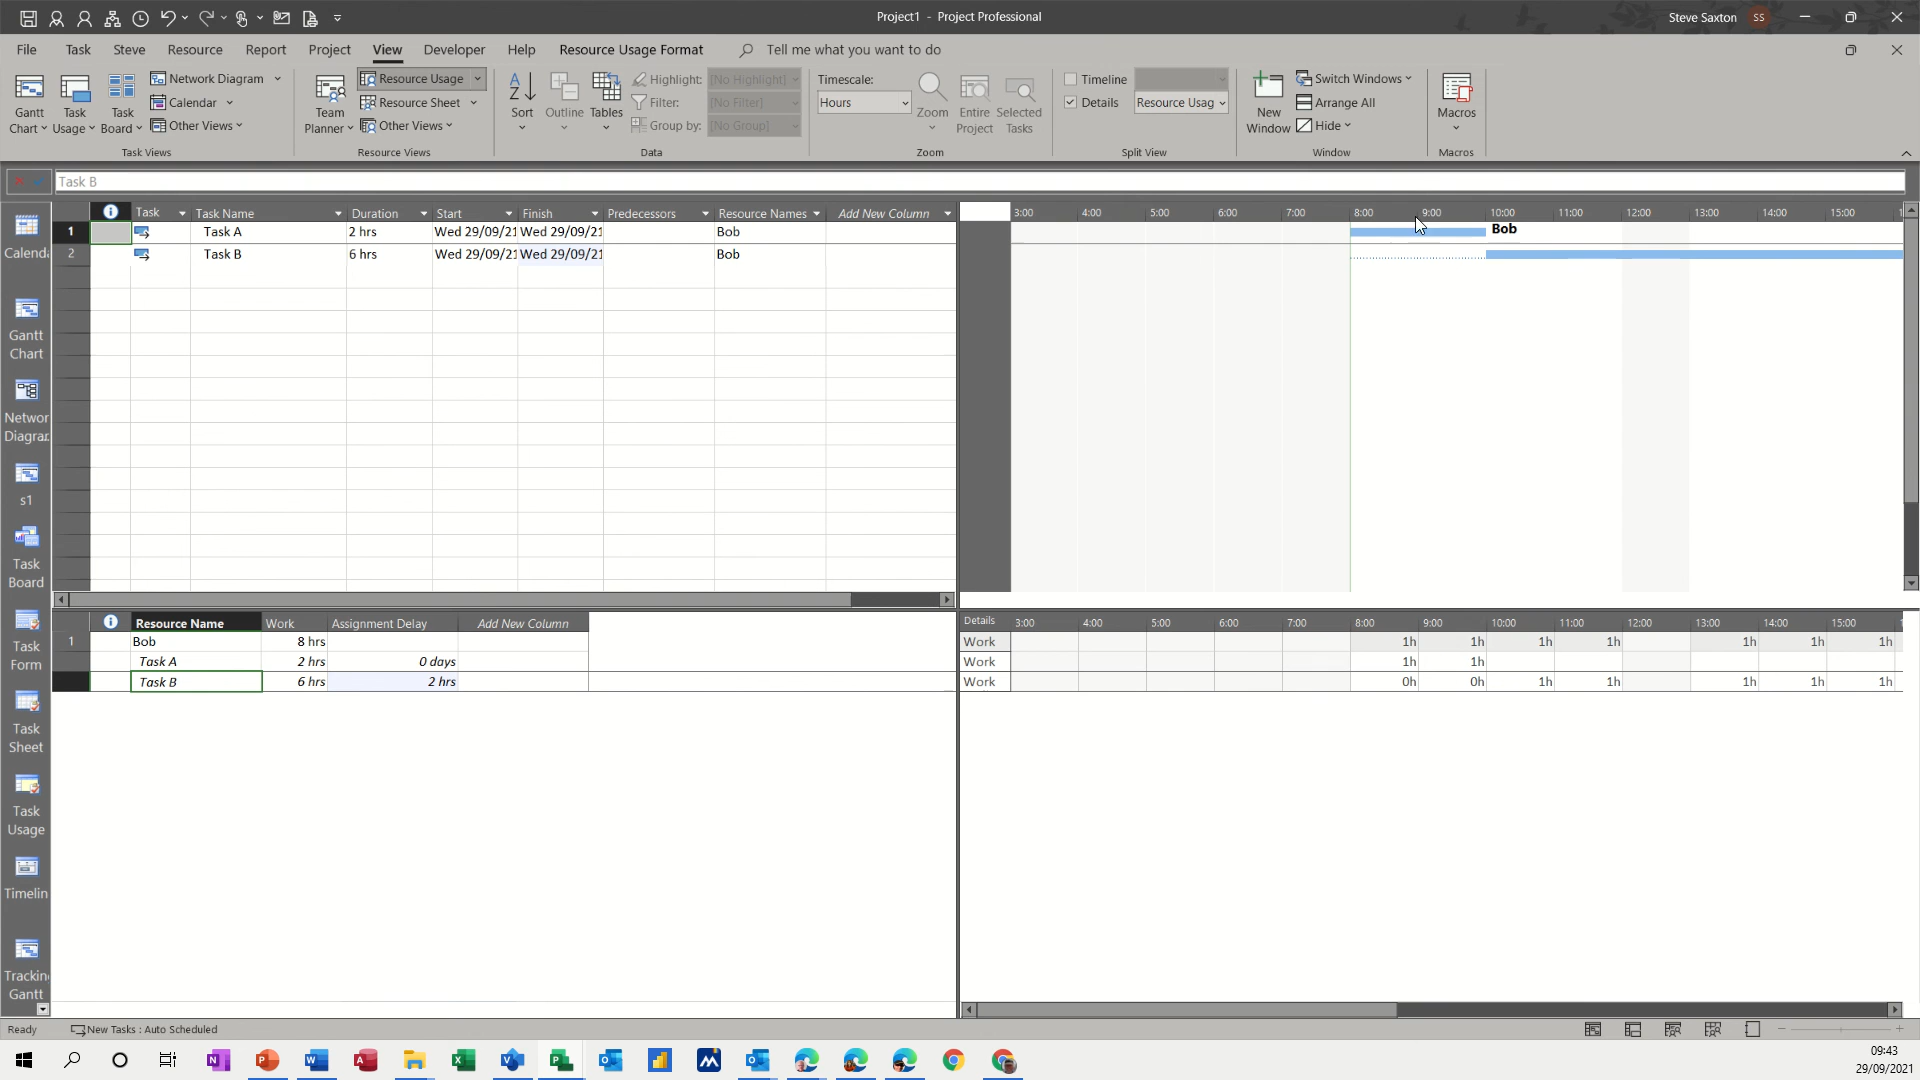 Project1 - Project Professional
Steve Saxton SS
File Task Steve Resource Report Project View Developer Help Resource Usage Format Tell me what you want to do
Gantt Chart
Task Usage
Task Board
Network Diagram
Calendar
Other Views
Task Views
Team Planner
Resource Usage
Resource Sheet
Other Views
Resource Views
Sort
Outline
Tables
Highlight: [No Highlight]
Filter: [No Filter]
Group by: [No Group]
Data
Timescale:
Hours
Zoom
Entire Project
Selected Tasks
Zoom
Timeline
Details Resource Usag
Split View
New Window
Switch Windows
Arrange All
Hide
Window
Macros
Macros
Task B
Task Task Name Duration Start Finish Predecessors Resource Names Add New Column
1 Task A 2 hrs Wed 29/09/21 Wed 29/09/21 Bob
2 Task B 6 hrs Wed 29/09/21 Wed 29/09/21 Bob
3:00 4:00 5:00 6:00 7:00 8:00 9:00 10:00 11:00 12:00 13:00 14:00 15:00
Bob
Calenda
Gantt
Chart
Networ
Diagrar
s1
Task
Board
Task
Form
Task
Sheet
Task
Usage
Timelin
Trackin
Gantt
Resource Name Work Assignment Delay Add New Column
1 Bob 8 hrs
Task A 2 hrs 0 days
Task B 6 hrs 2 hrs
Details 3:00 4:00 5:00 6:00 7:00 8:00 9:00 10:00 11:00 12:00 13:00 14:00 15:00
Work 1h 1h 1h 1h 1h 1h 1h
Work 1h 1h
Work 0h 0h 1h 1h 1h 1h 1h
Ready New Tasks : Auto Scheduled
09:43
29/09/2021